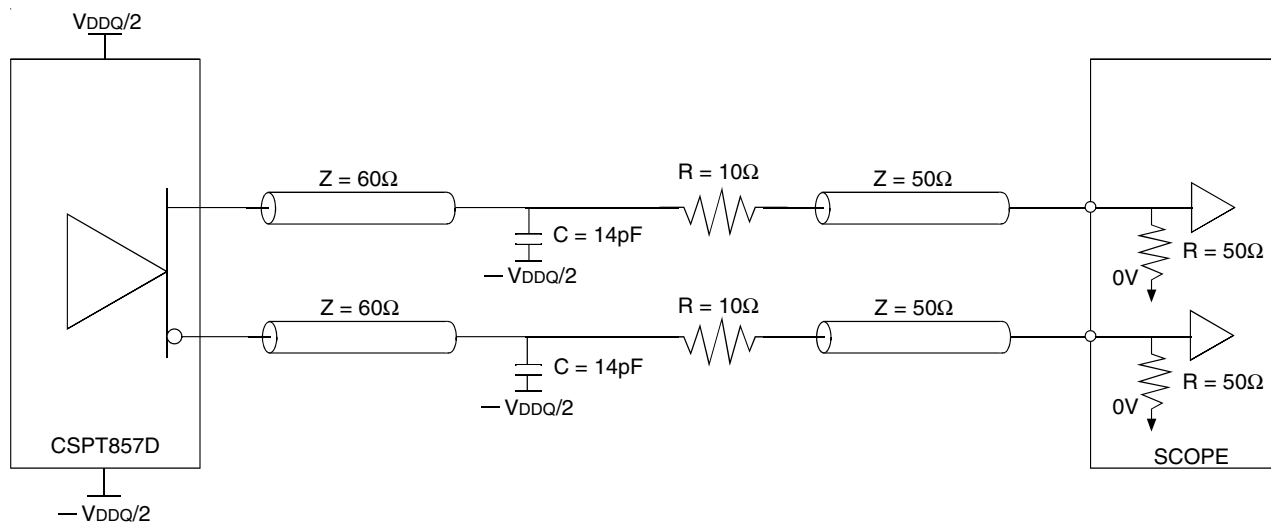 VDDQ/2
Z = 60Ω
R = 10Ω
Z = 50Ω
C = 14pF
— VDDQ/2
R = 50Ω
0V
Z = 60Ω
R = 10Ω
Z = 50Ω
C = 14pF
— VDDQ/2
R = 50Ω
0V
CSPT857D
SCOPE
— VDDQ/2